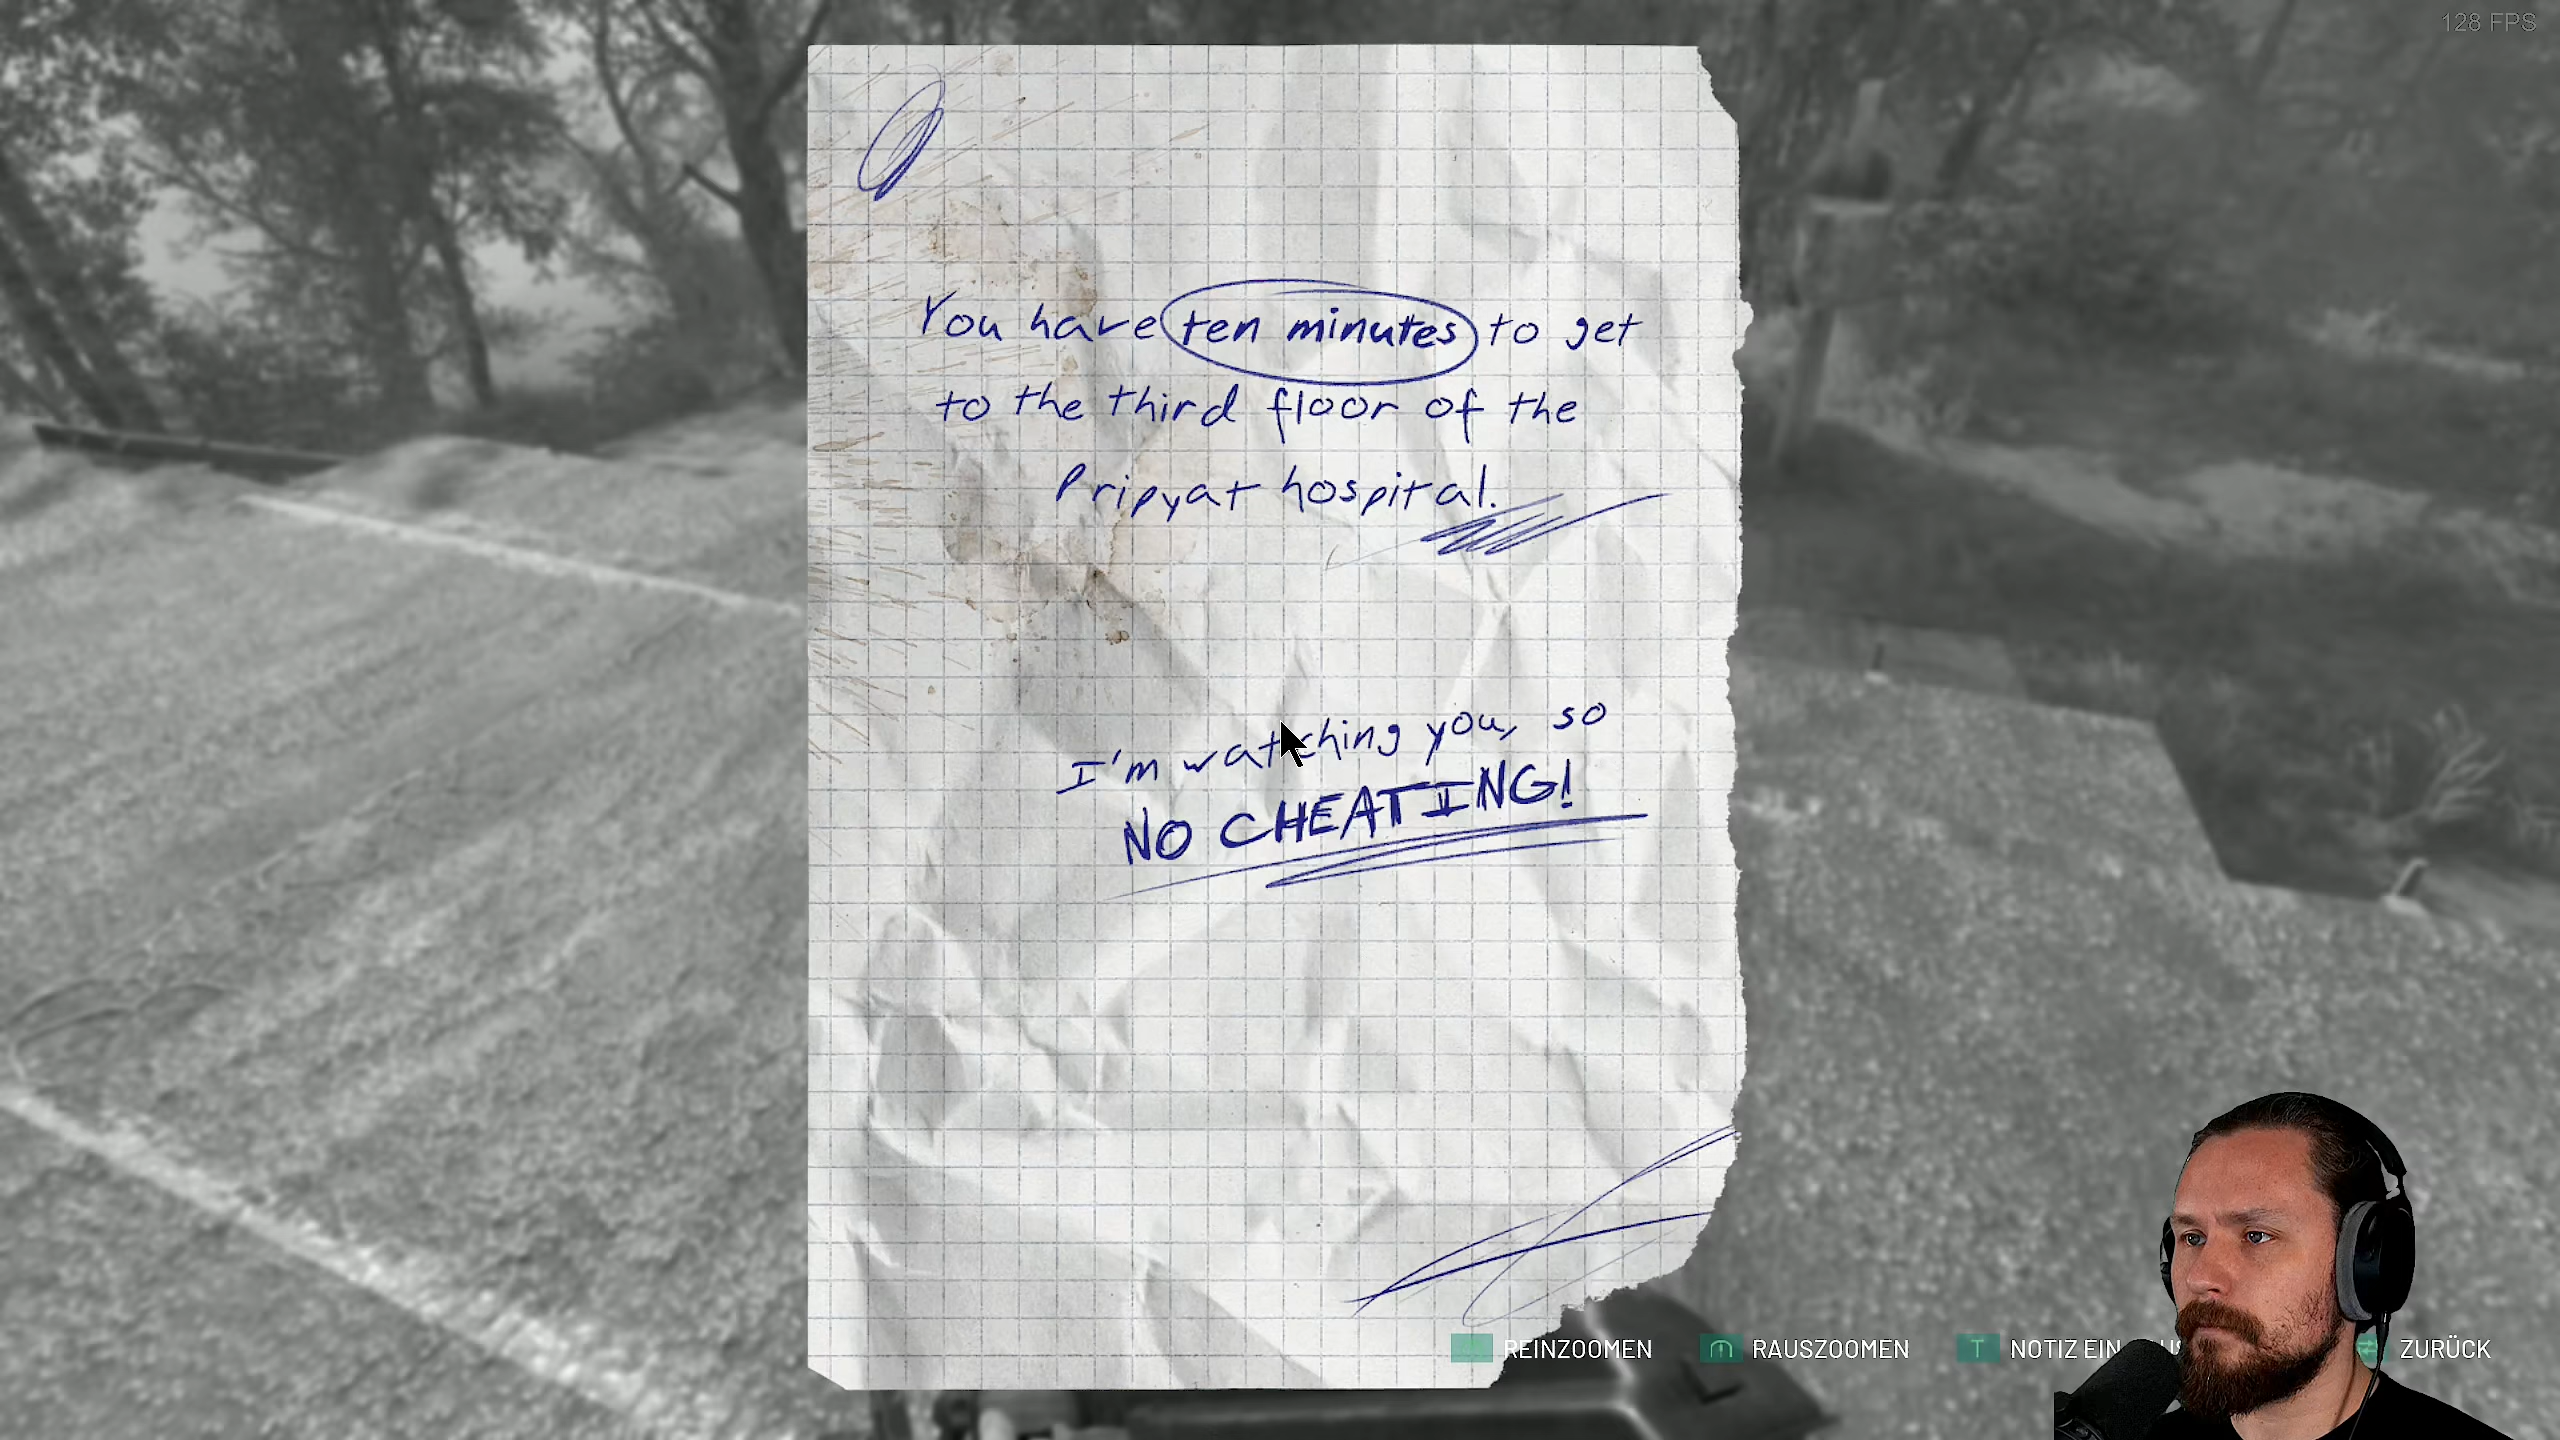 128 FPS
You have ten minutes to get
to the third floor of the
Pripyat hospital.
I'm watching you, so
NO CHEATING!
REINZOOMEN RAUSZOOMEN T NOTIZ EIN ZURÜCK